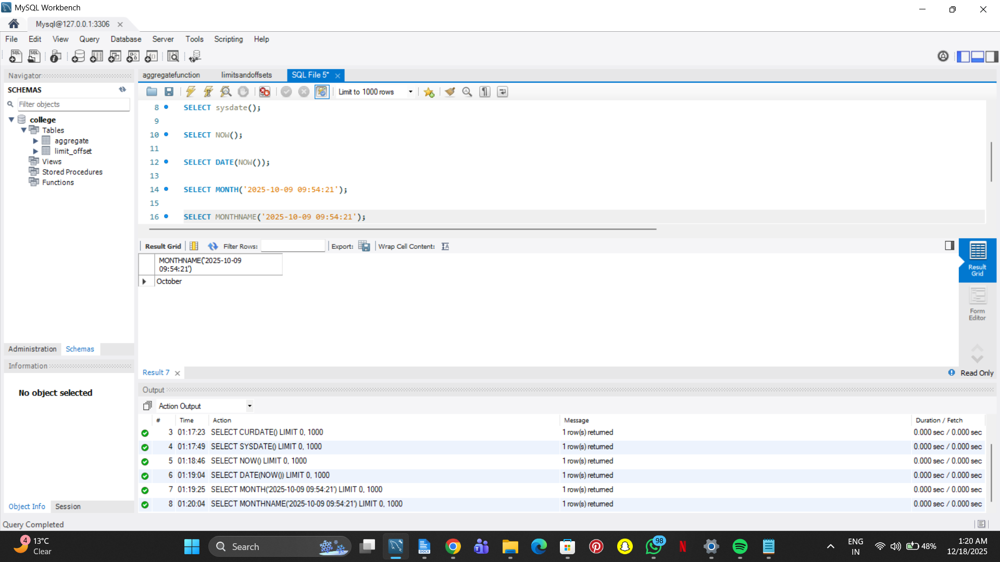 MySQL Workbench
Mysql@127.0.0.1:3306
File Edit View Query Database Server Tools Scripting Help
Navigator
SCHEMAS
Filter objects
college
Tables
aggregate
limit_offset
Views
Stored Procedures
Functions
Administration Schemas
Information
No object selected
Object Info Session
Query Completed
aggregatefunction limitsandoffsets SQL File 5*
Limit to 1000 rows
8 SELECT sysdate();
9
10 SELECT NOW();
11
12 SELECT DATE(NOW());
13
14 SELECT MONTH('2025-10-09 09:54:21');
15
16 SELECT MONTHNAME('2025-10-09 09:54:21');
Result Grid Filter Rows: Export: Wrap Cell Content:
MONTHNAME('2025-10-09
09:54:21')
October
Result
Grid
Form
Editor
Result 7
Read Only
Output
Action Output
# Time Action Message Duration / Fetch
3 01:17:23 SELECT CURDATE() LIMIT 0, 1000 1 row(s) returned 0.000 sec / 0.000 sec
4 01:17:49 SELECT SYSDATE() LIMIT 0, 1000 1 row(s) returned 0.000 sec / 0.000 sec
5 01:18:46 SELECT NOW() LIMIT 0, 1000 1 row(s) returned 0.000 sec / 0.000 sec
6 01:19:04 SELECT DATE(NOW()) LIMIT 0, 1000 1 row(s) returned 0.000 sec / 0.000 sec
7 01:19:25 SELECT MONTH('2025-10-09 09:54:21') LIMIT 0, 1000 1 row(s) returned 0.000 sec / 0.000 sec
8 01:20:04 SELECT MONTHNAME('2025-10-09 09:54:21') LIMIT 0, 1000 1 row(s) returned 0.000 sec / 0.000 sec
4 13°C
Clear
Search
DOCX
98
ENG
IN
48%
1:20 AM
12/18/2025